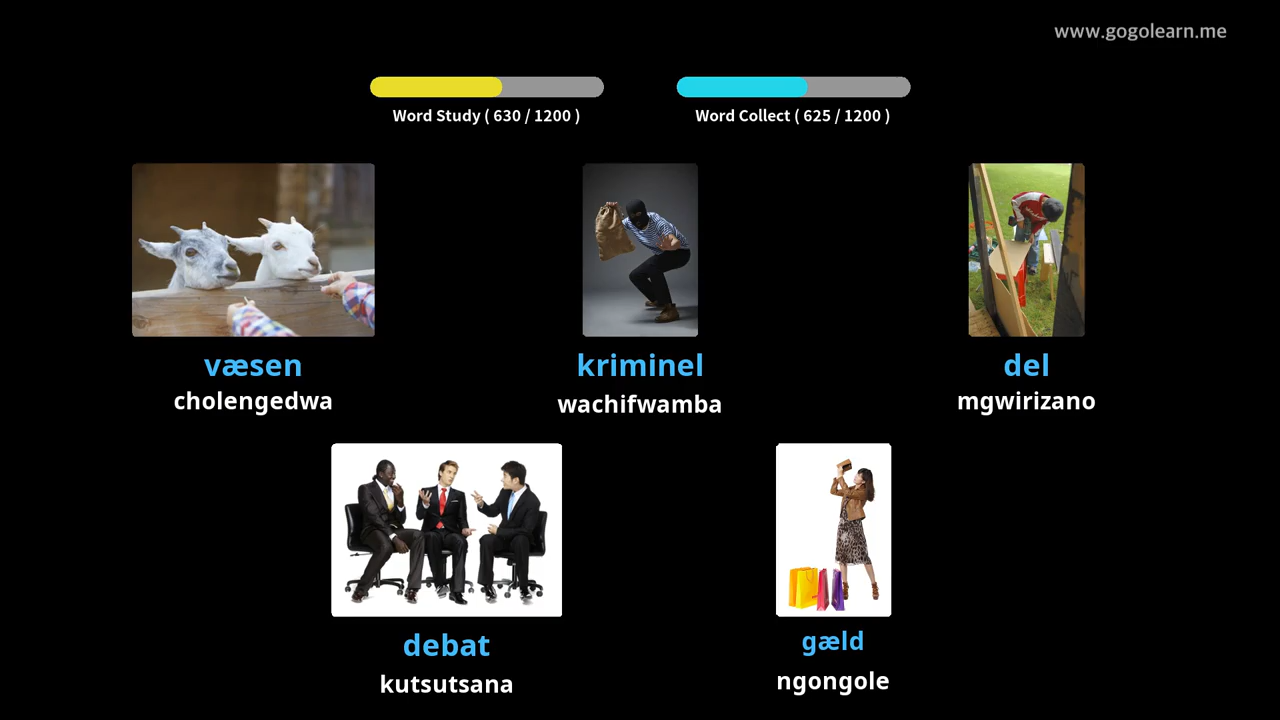 www.gogolearn.me
Word Study ( 630 / 1200 )
Word Collect ( 625 / 1200 )
væsen
cholengedwa
kriminel
wachifwamba
del
mgwirizano
debat
kutsutsana
gæld
ngongole